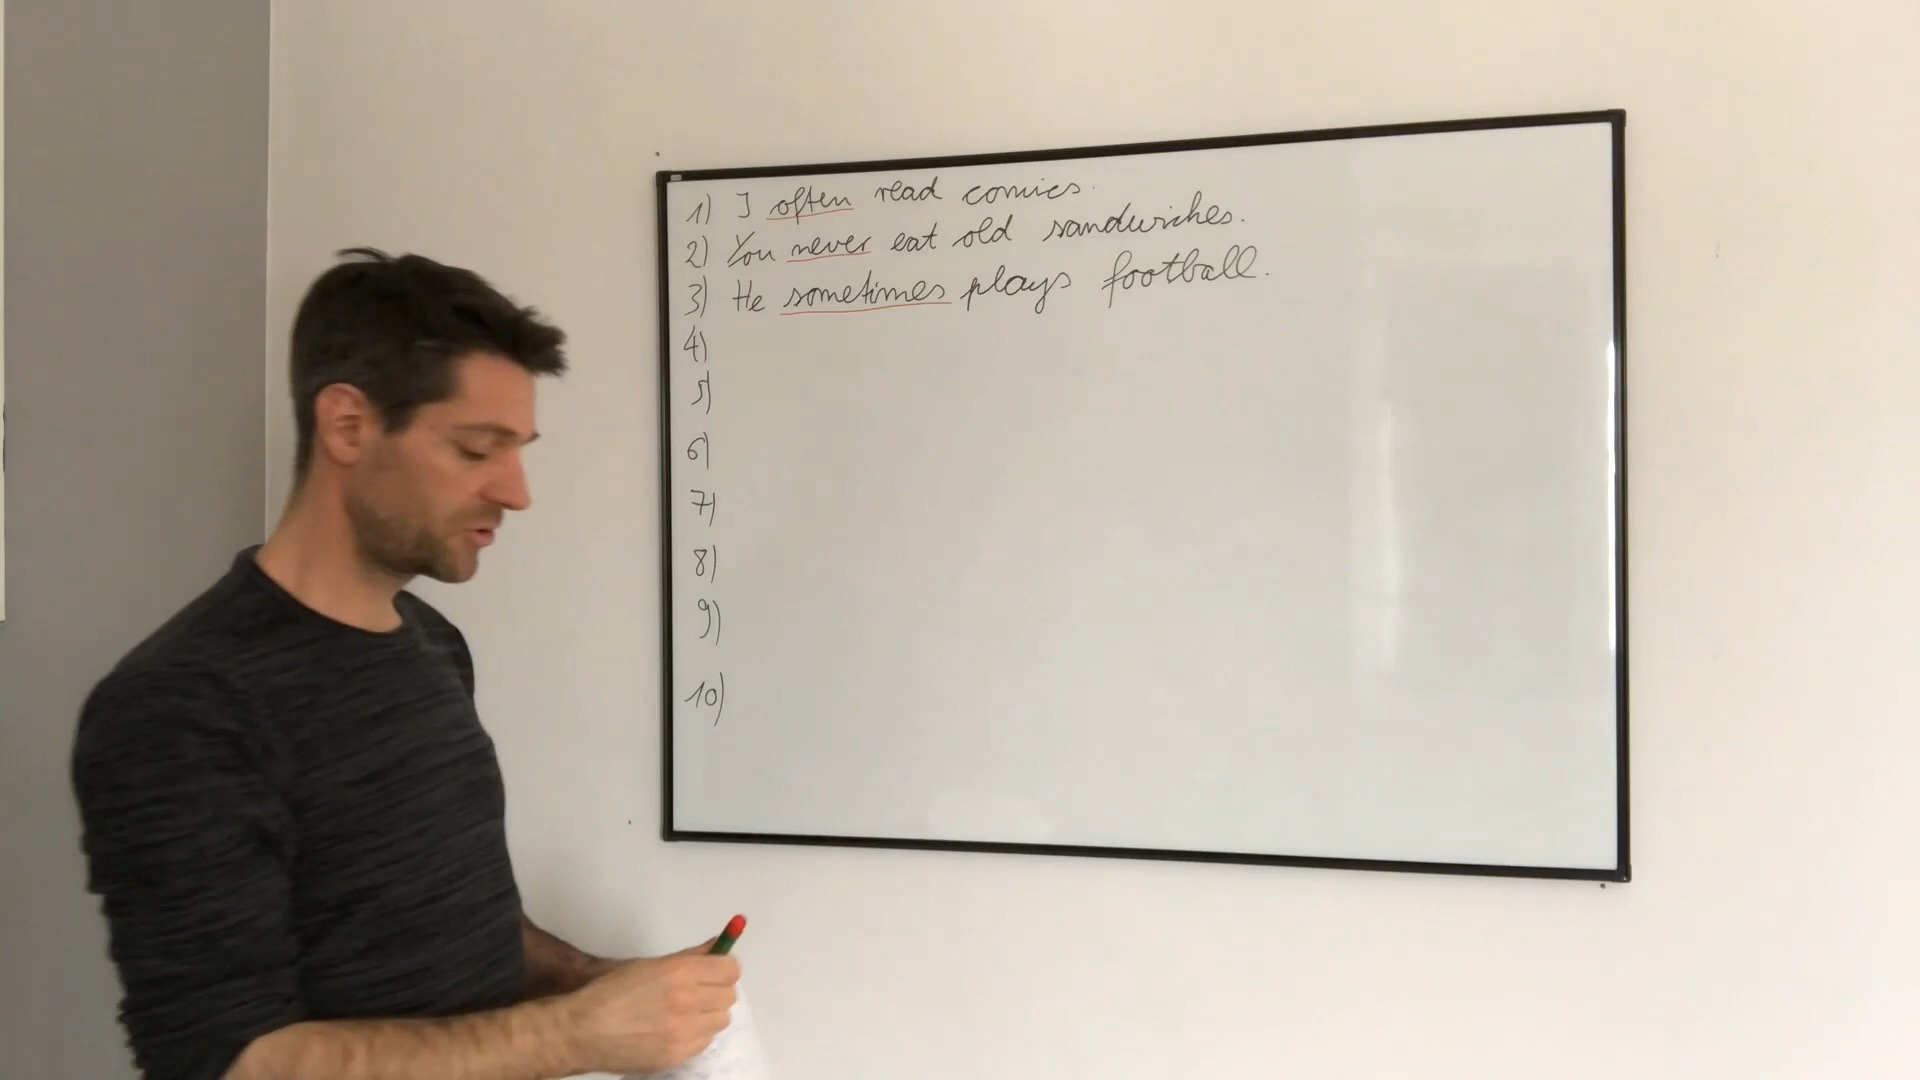 1) I often read comics.
2) You never eat old sandwiches.
3) He sometimes plays football.
4)
5)
6)
7)
8)
9)
10)